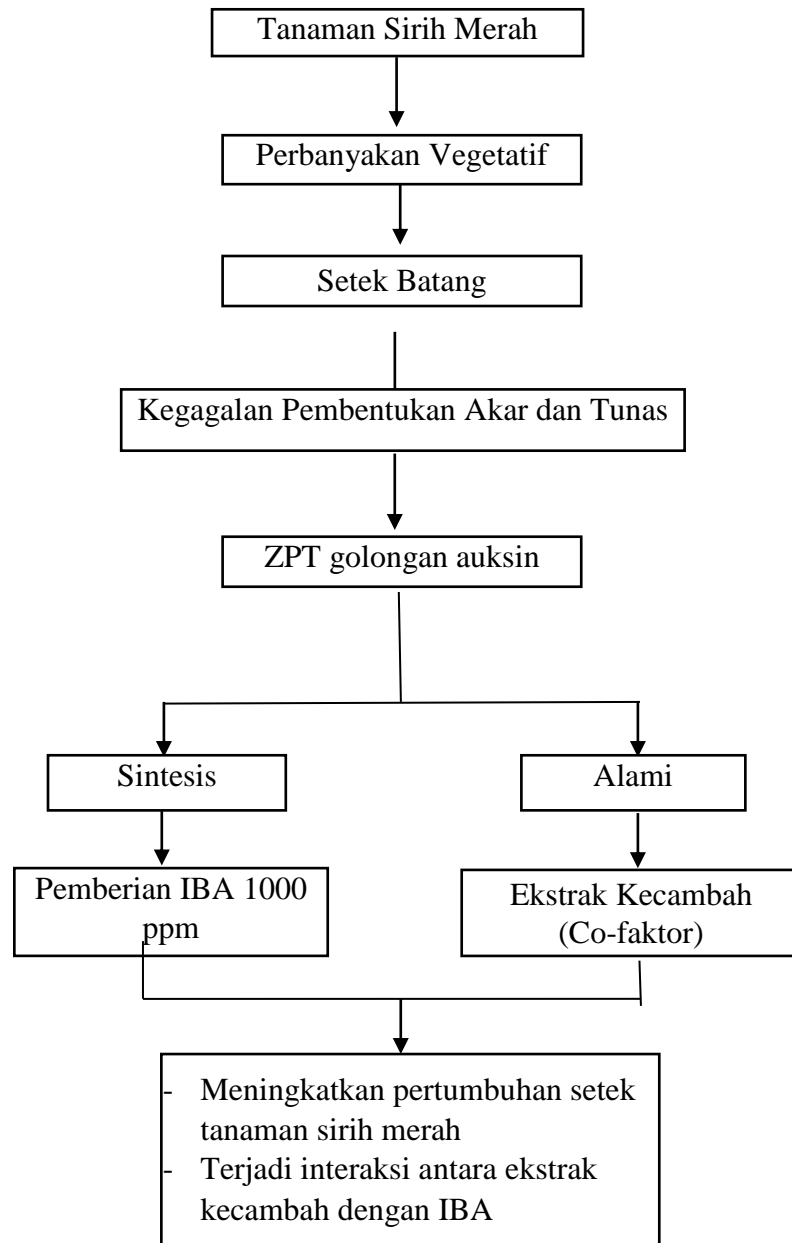 Tanaman Sirih Merah
Perbanyakan Vegetatif
Setek Batang
Kegagalan Pembentukan Akar dan Tunas
ZPT golongan auksin
Sintesis
Alami
Pemberian IBA 1000
ppm
Ekstrak Kecambah
(Co-faktor)
- Meningkatkan pertumbuhan setek
tanaman sirih merah
- Terjadi interaksi antara ekstrak
kecambah dengan IBA